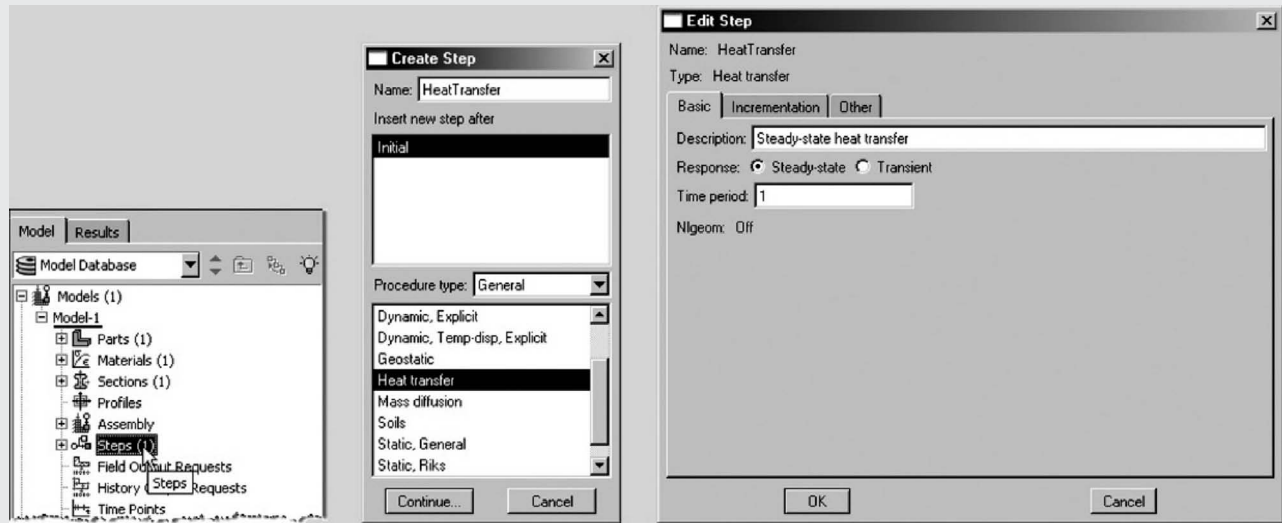 Model Results
Model Database
Models (1)
Model-1
Parts (1)
Materials (1)
Sections (1)
Profiles
Assembly
Steps (1)
Field Output Requests
Steps
History Requests
Time Points
Create Step
Name: HeatTransfer
Insert new step after
Initial
Procedure type: General
Dynamic, Explicit
Dynamic, Temp-disp, Explicit
Geostatic
Heat transfer
Mass diffusion
Soils
Static, General
Static, Riks
Continue... Cancel
Edit Step
Name: HeatTransfer
Type: Heat transfer
Basic Incrementation Other
Description: Steady-state heat transfer
Response: Steady-state Transient
Time period: 1
Nlgeom: Off
OK Cancel